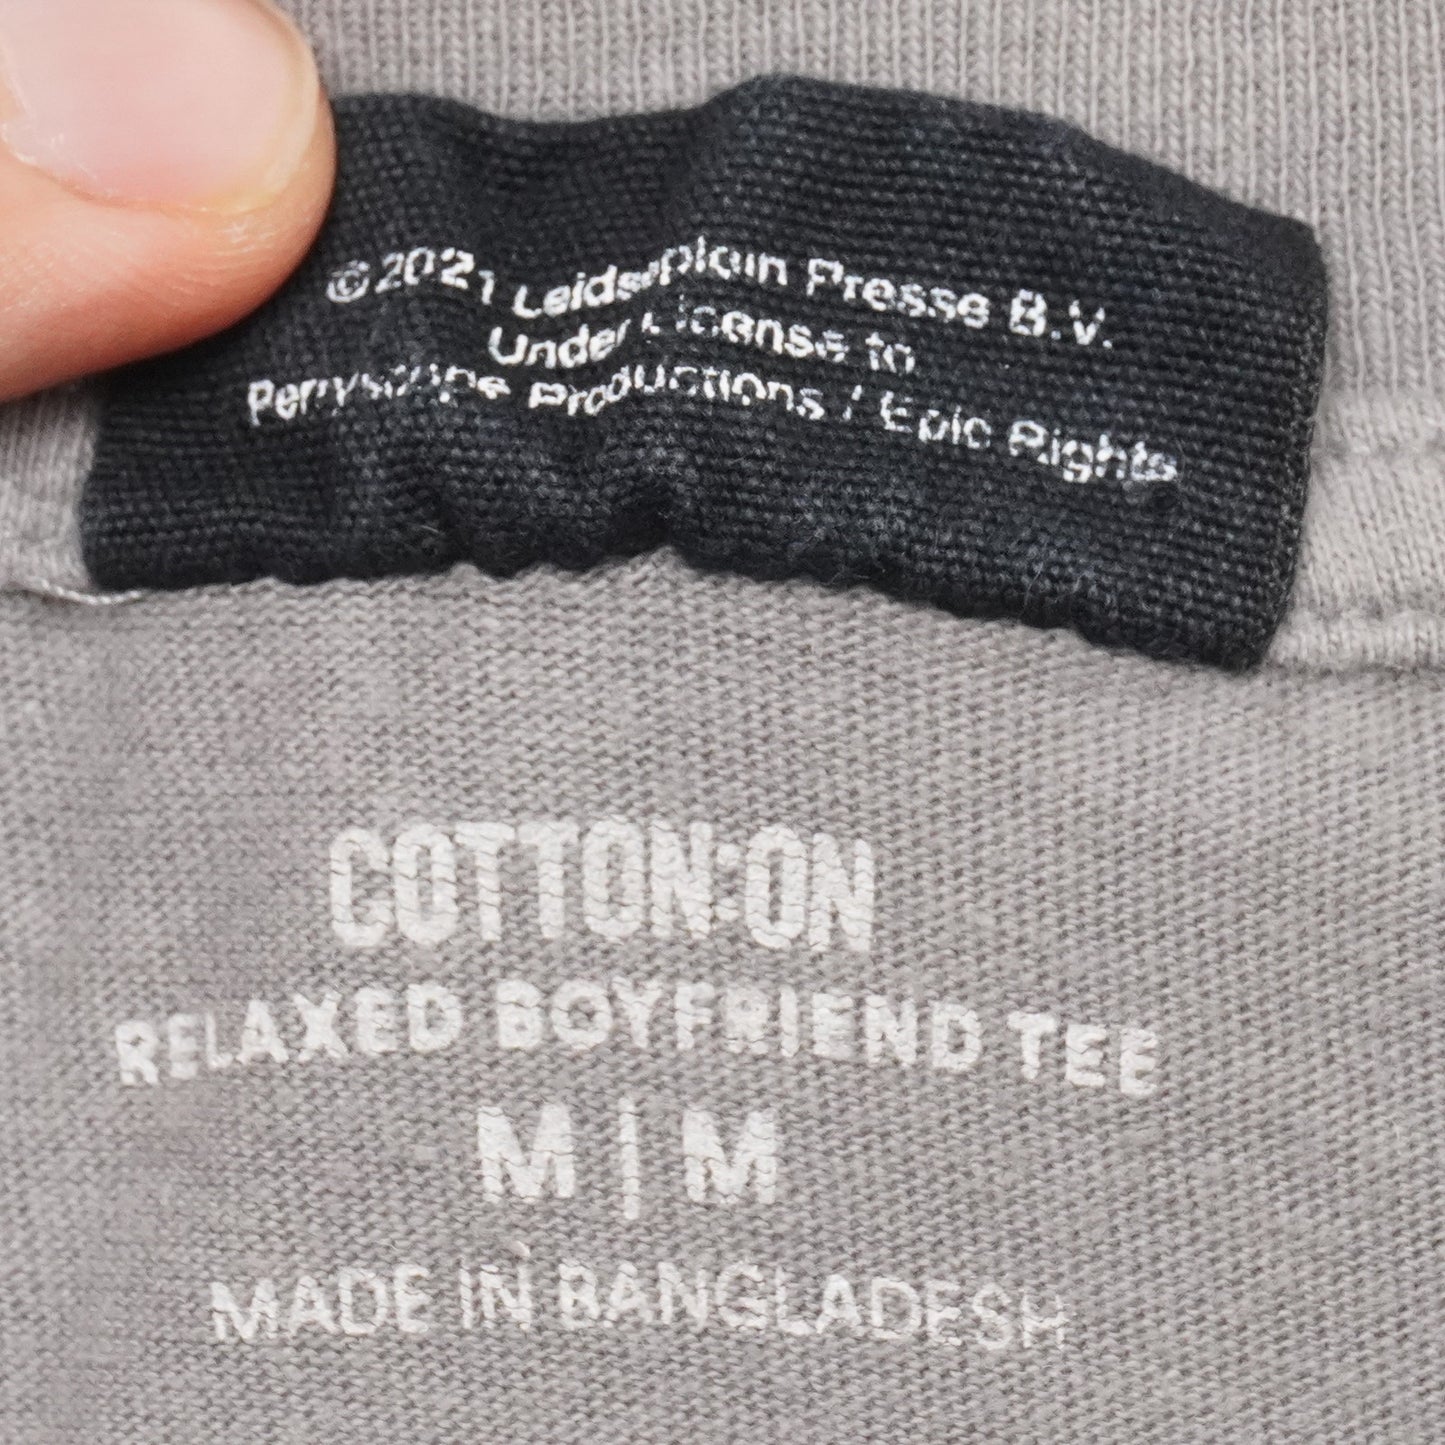 ©2021 Leidseplein Presse B.V.
Under License to
Perryscope Productions / Epic Rights
COTTON:ON
RELAXED BOYFRIEND TEE
M | M
MADE IN BANGLADESH